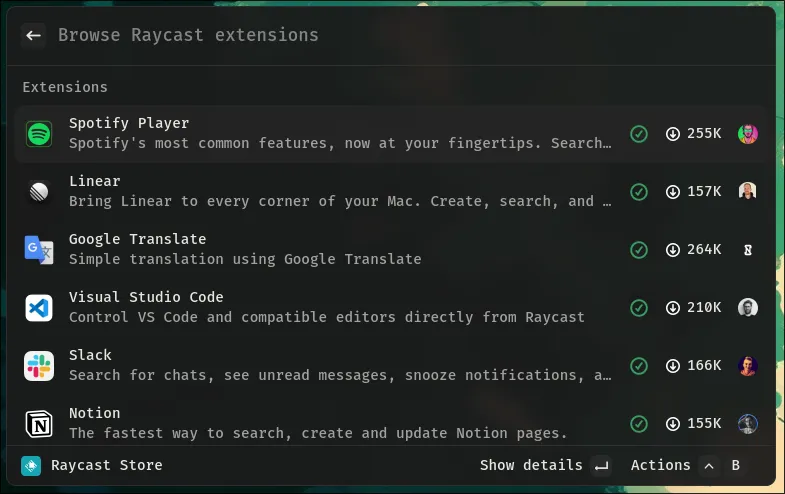 Browse Raycast extensions
Extensions
Spotify Player
Spotify's most common features, now at your fingertips. Search…
255K
Linear
Bring Linear to every corner of your Mac. Create, search, and …
157K
Google Translate
Simple translation using Google Translate
264K
Visual Studio Code
Control VS Code and compatible editors directly from Raycast
210K
Slack
Search for chats, see unread messages, snooze notifications, a…
166K
Notion
The fastest way to search, create and update Notion pages.
155K
Raycast Store
Show details
Actions ^ B